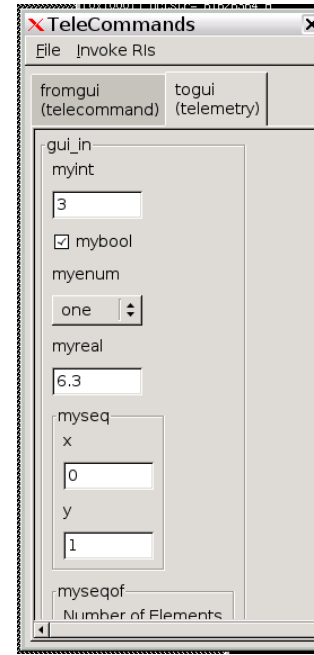 TeleCommands
File Invoke RIs
fromgui togui
(telecommand) (telemetry)
gui_in
myint
3
mybool
myenum
one
myreal
6.3
myseq
x
0
y
1
myseqof
Number of Elements